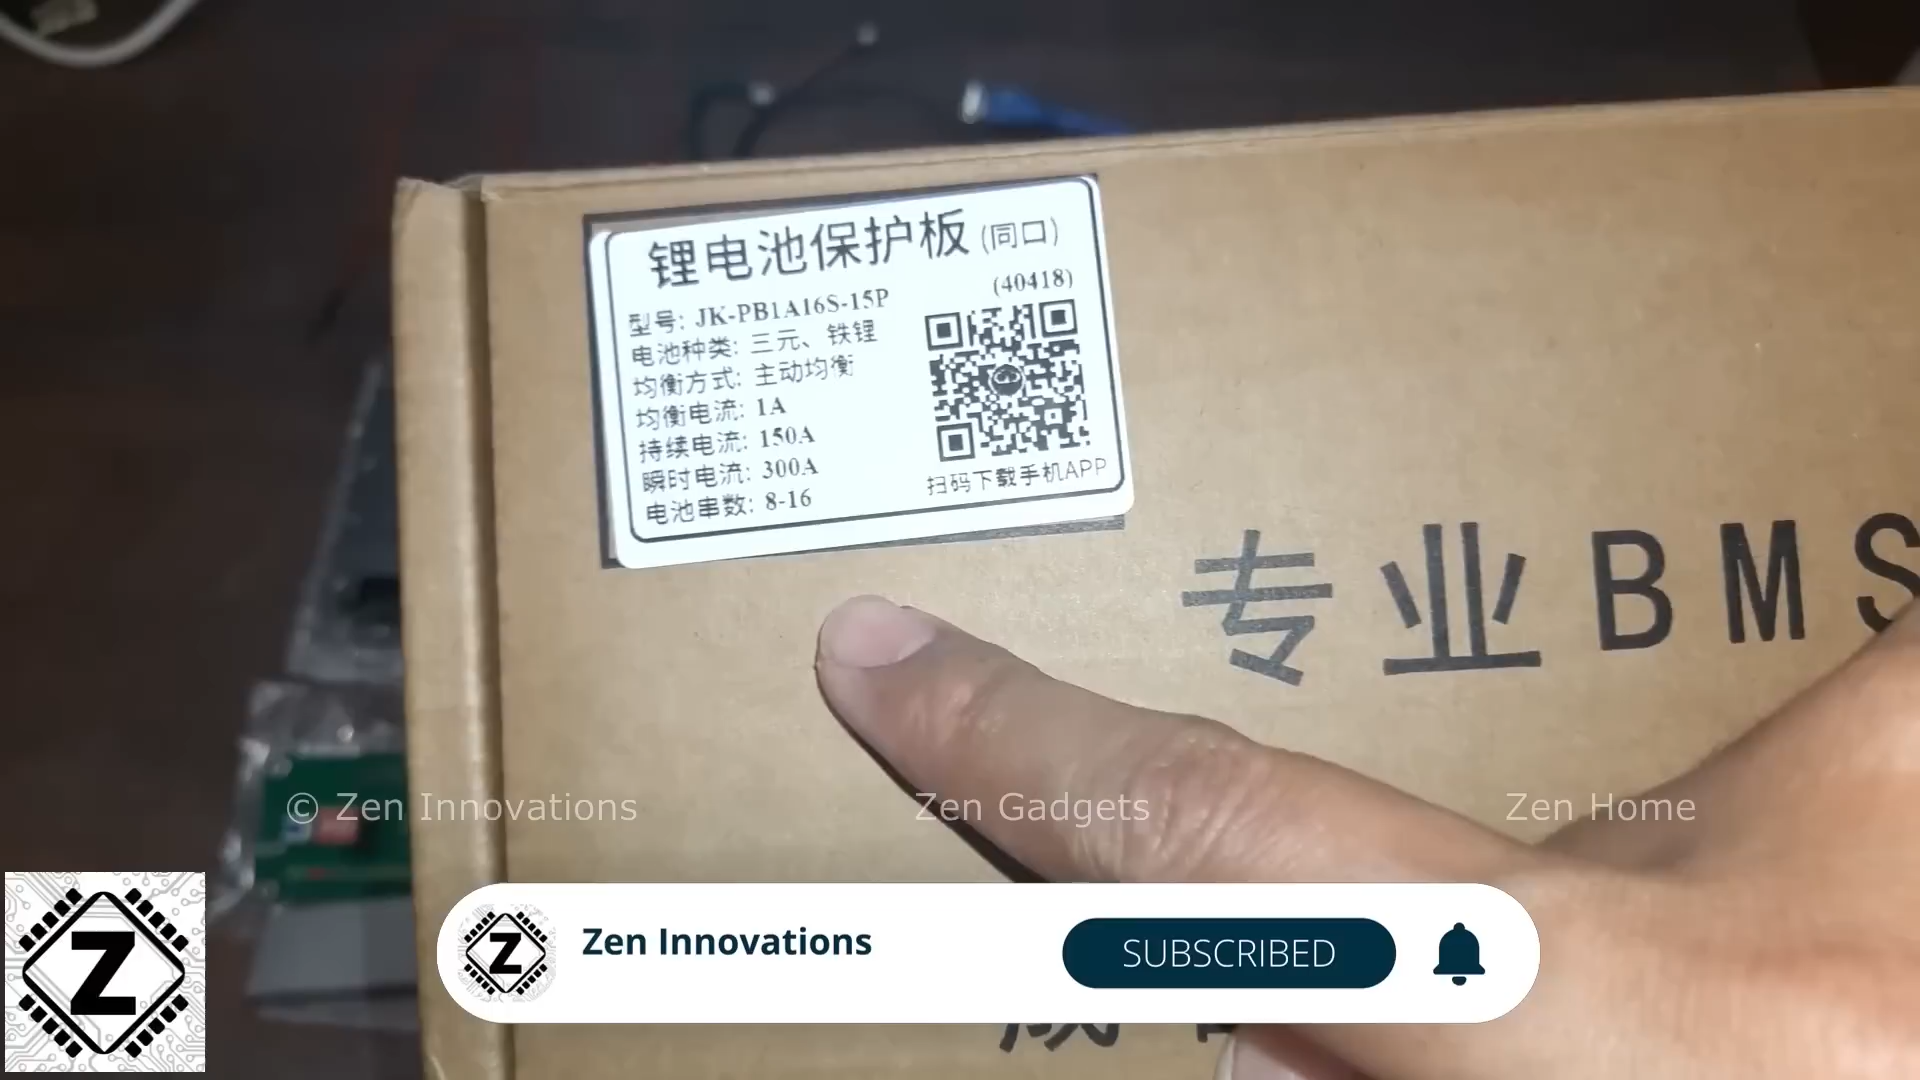 锂电池保护板 (同口)
(40418)
型号: JK-PB1A16S-15P
电池种类: 三元、铁锂
均衡方式: 主动均衡
均衡电流: 1A
持续电流: 150A
瞬时电流: 300A
电池串数: 8-16
扫码下载手机APP
专业BMS
© Zen Innovations
Zen Gadgets
Zen Home
Z
Z
Zen Innovations
SUBSCRIBED